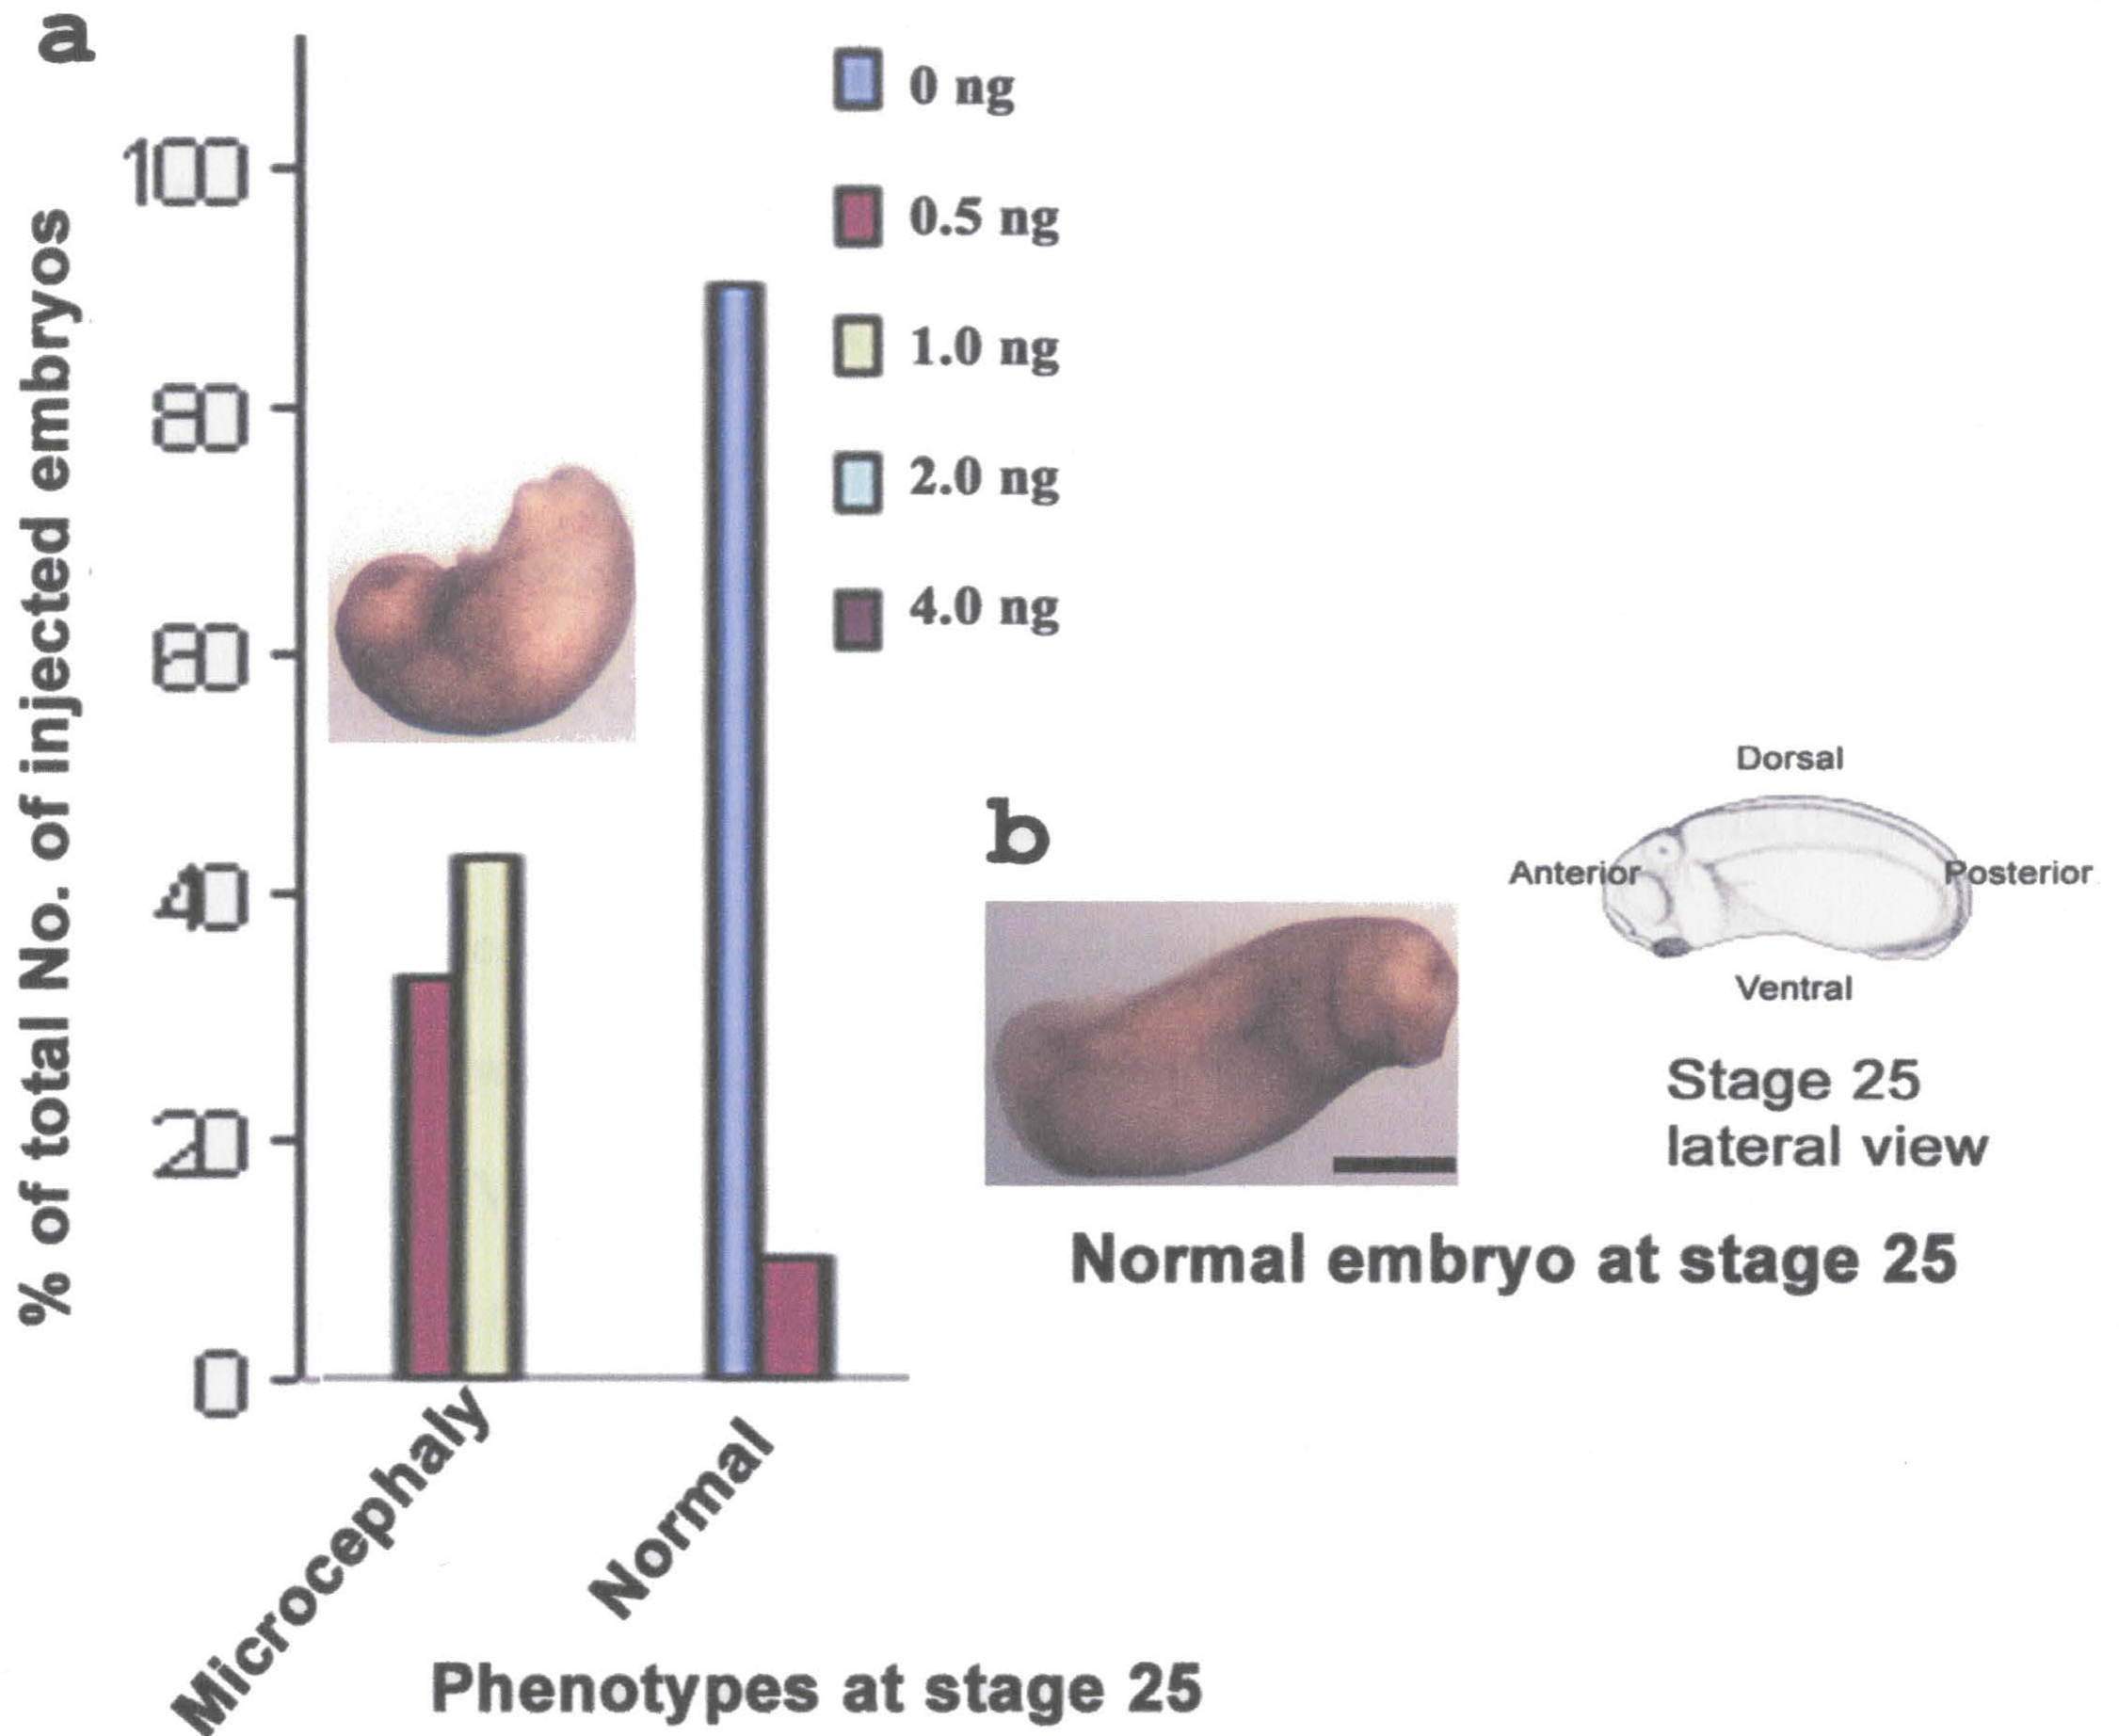 a
% of total No. of injected embryos
100
80
60
40
20
0
0 ng
0.5 ng
1.0 ng
2.0 ng
4.0 ng
Microcephaly
Normal
Phenotypes at stage 25
b
Dorsal
Anterior
Posterior
Ventral
Stage 25
lateral view
Normal embryo at stage 25